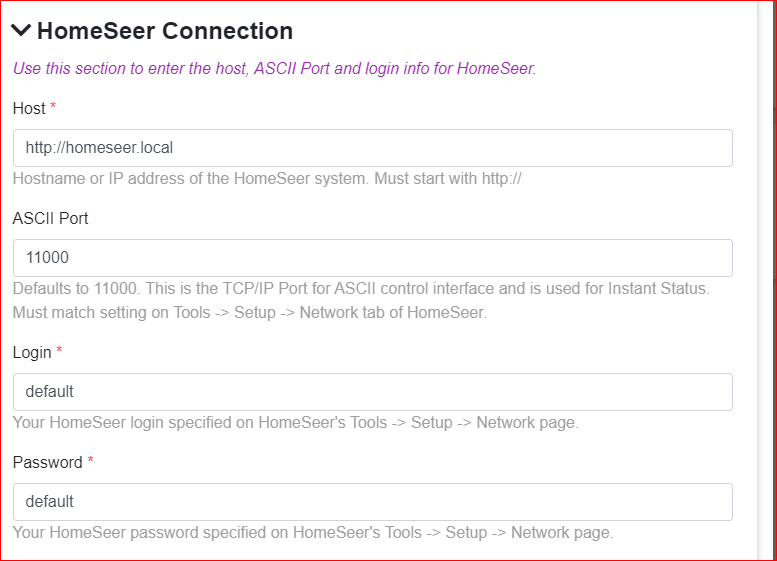 HomeSeer Connection
Use this section to enter the host, ASCII Port and login info for HomeSeer.
Host *
http://homeseer.local
Hostname or IP address of the HomeSeer system. Must start with http://
ASCII Port
11000
Defaults to 11000. This is the TCP/IP Port for ASCII control interface and is used for Instant Status.
Must match setting on Tools -> Setup -> Network tab of HomeSeer.
Login *
default
Your HomeSeer login specified on HomeSeer's Tools -> Setup -> Network page.
Password *
default
Your HomeSeer password specified on HomeSeer's Tools -> Setup -> Network page.